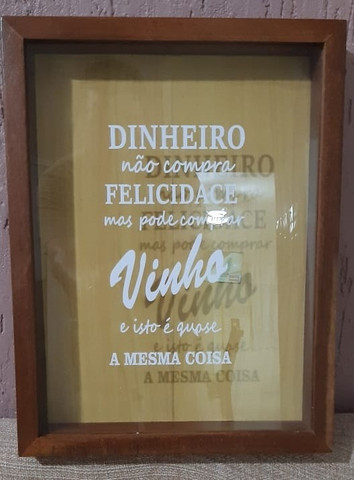 DINHEIRO
não compra
FELICIDADE
mas pode comprar
Vinho
e isto é quase
A MESMA COISA